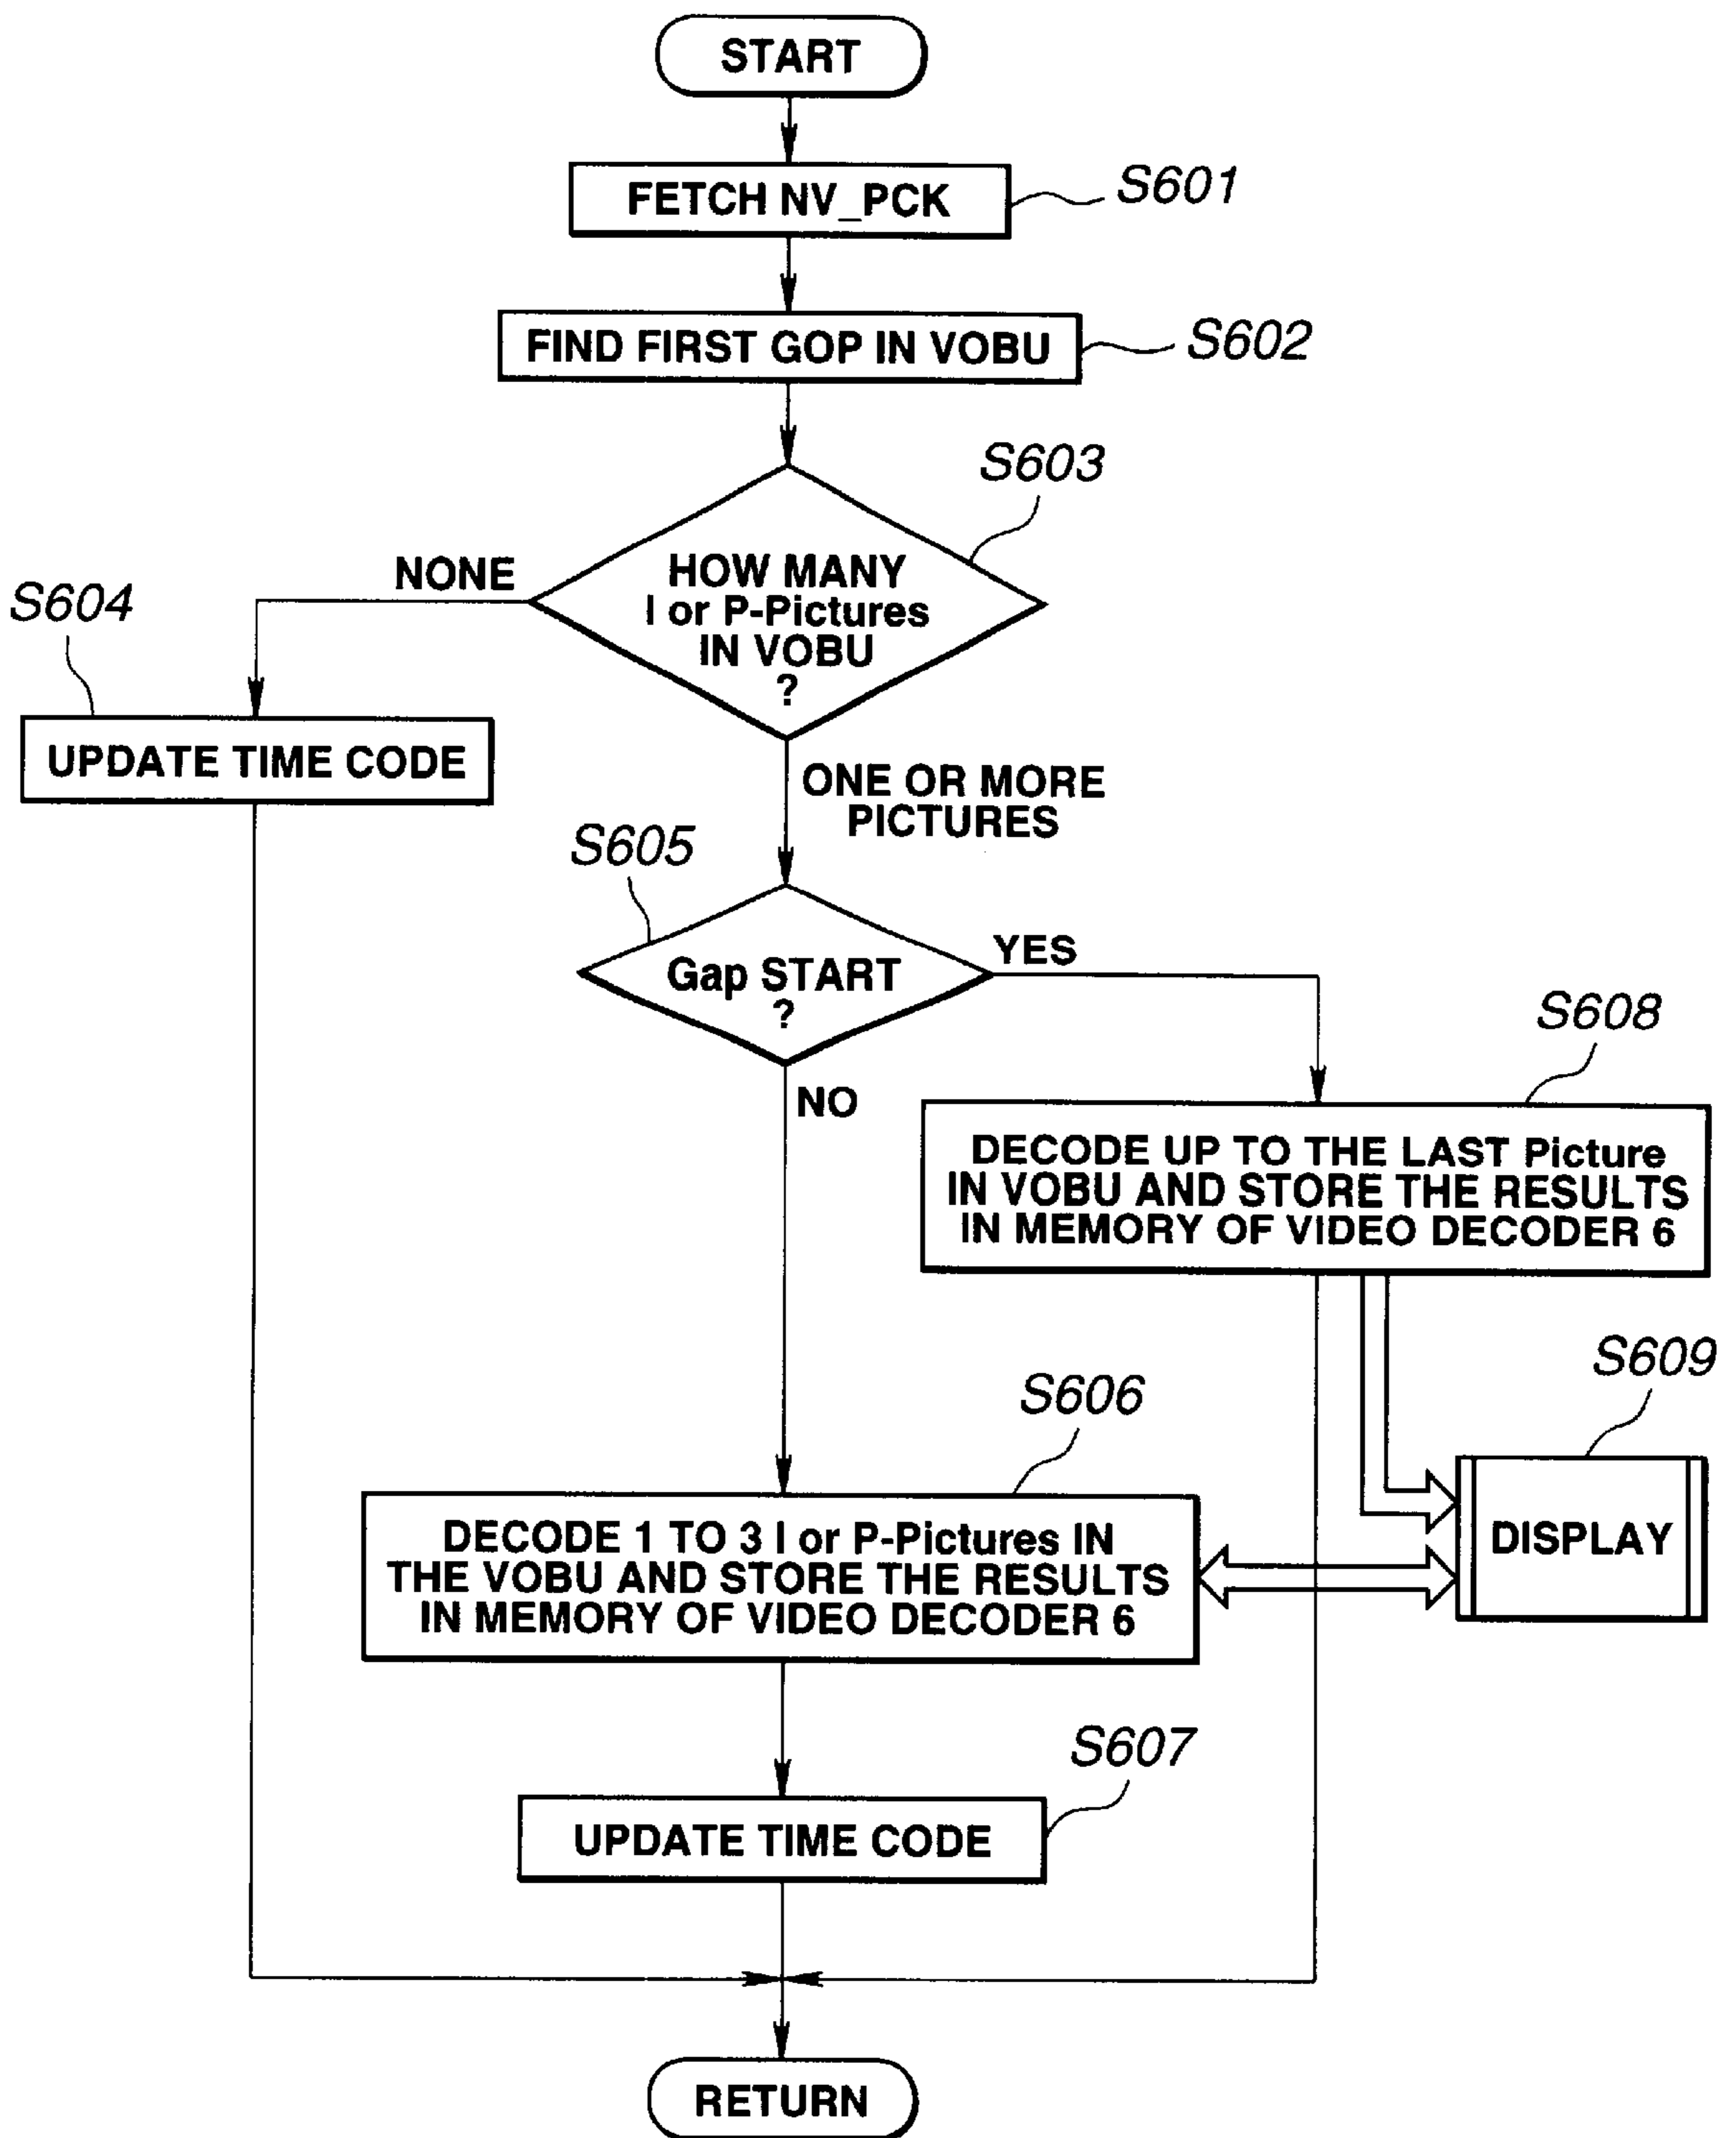 START
FETCH NV_PCK
S601
FIND FIRST GOP IN VOBU
S602
S603
HOW MANY
I or P-Pictures
IN VOBU
?
NONE
S604
UPDATE TIME CODE
ONE OR MORE
PICTURES
S605
Gap START
?
YES
NO
S608
DECODE UP TO THE LAST Picture
IN VOBU AND STORE THE RESULTS
IN MEMORY OF VIDEO DECODER 6
S609
DISPLAY
S606
DECODE 1 TO 3 I or P-Pictures IN
THE VOBU AND STORE THE RESULTS
IN MEMORY OF VIDEO DECODER 6
S607
UPDATE TIME CODE
RETURN